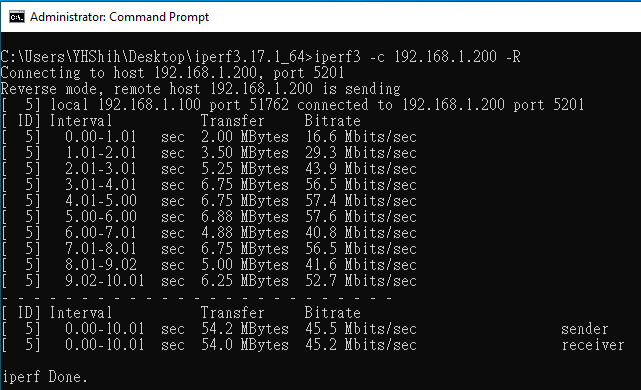 Administrator: Command Prompt
C:\Users\YHShih\Desktop\iperf3.17.1_64>iperf3 -c 192.168.1.200 -R
Connecting to host 192.168.1.200, port 5201
Reverse mode, remote host 192.168.1.200 is sending
[  5] local 192.168.1.100 port 51762 connected to 192.168.1.200 port 5201
[ ID] Interval           Transfer     Bitrate
[  5]   0.00-1.01   sec  2.00 MBytes  16.6 Mbits/sec
[  5]   1.01-2.01   sec  3.50 MBytes  29.3 Mbits/sec
[  5]   2.01-3.01   sec  5.25 MBytes  43.9 Mbits/sec
[  5]   3.01-4.01   sec  6.75 MBytes  56.5 Mbits/sec
[  5]   4.01-5.00   sec  6.75 MBytes  57.4 Mbits/sec
[  5]   5.00-6.00   sec  6.88 MBytes  57.6 Mbits/sec
[  5]   6.00-7.01   sec  4.88 MBytes  40.8 Mbits/sec
[  5]   7.01-8.01   sec  6.75 MBytes  56.5 Mbits/sec
[  5]   8.01-9.02   sec  5.00 MBytes  41.6 Mbits/sec
[  5]   9.02-10.01  sec  6.25 MBytes  52.7 Mbits/sec
- - - - - - - - - - - - - - - - - - - - - - - - -
[ ID] Interval           Transfer     Bitrate
[  5]   0.00-10.01  sec  54.2 MBytes  45.5 Mbits/sec                  sender
[  5]   0.00-10.01  sec  54.0 MBytes  45.2 Mbits/sec                  receiver
iperf Done.